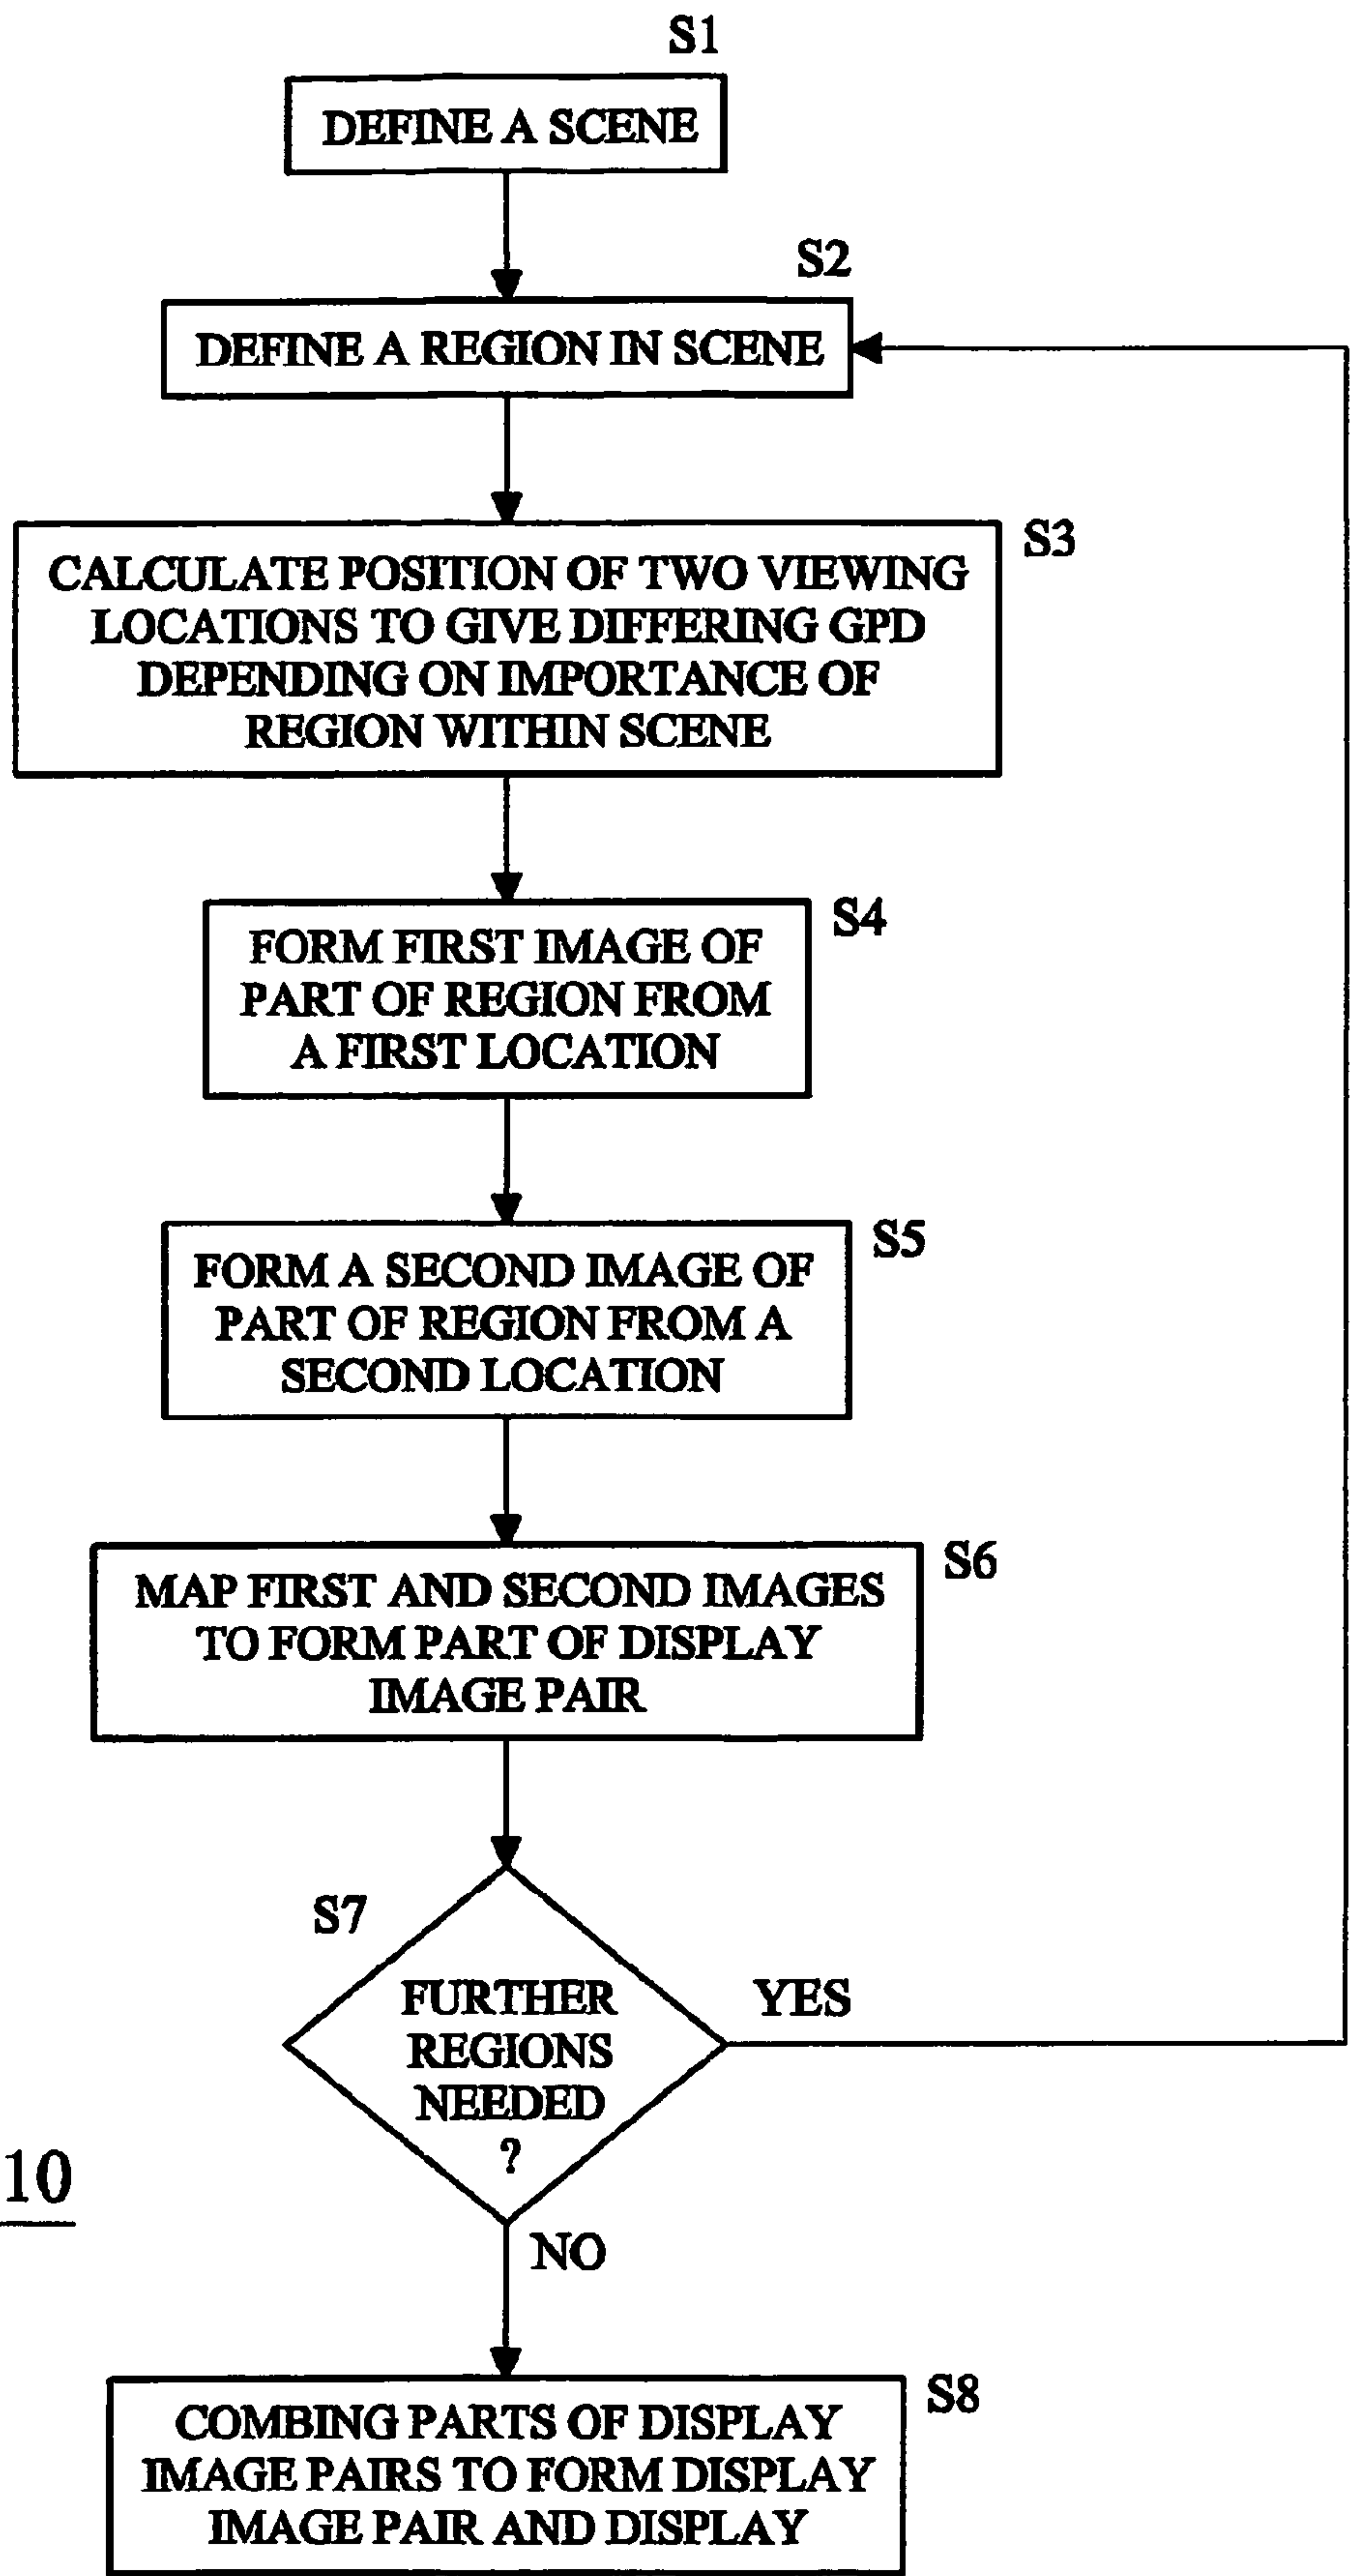 S1
DEFINE A SCENE
S2
DEFINE A REGION IN SCENE
S3
CALCULATE POSITION OF TWO VIEWING
LOCATIONS TO GIVE DIFFERING GPD
DEPENDING ON IMPORTANCE OF
REGION WITHIN SCENE
S4
FORM FIRST IMAGE OF
PART OF REGION FROM
A FIRST LOCATION
S5
FORM A SECOND IMAGE OF
PART OF REGION FROM A
SECOND LOCATION
S6
MAP FIRST AND SECOND IMAGES
TO FORM PART OF DISPLAY
IMAGE PAIR
S7
FURTHER
REGIONS
NEEDED
?
YES
10
NO
S8
COMBING PARTS OF DISPLAY
IMAGE PAIRS TO FORM DISPLAY
IMAGE PAIR AND DISPLAY